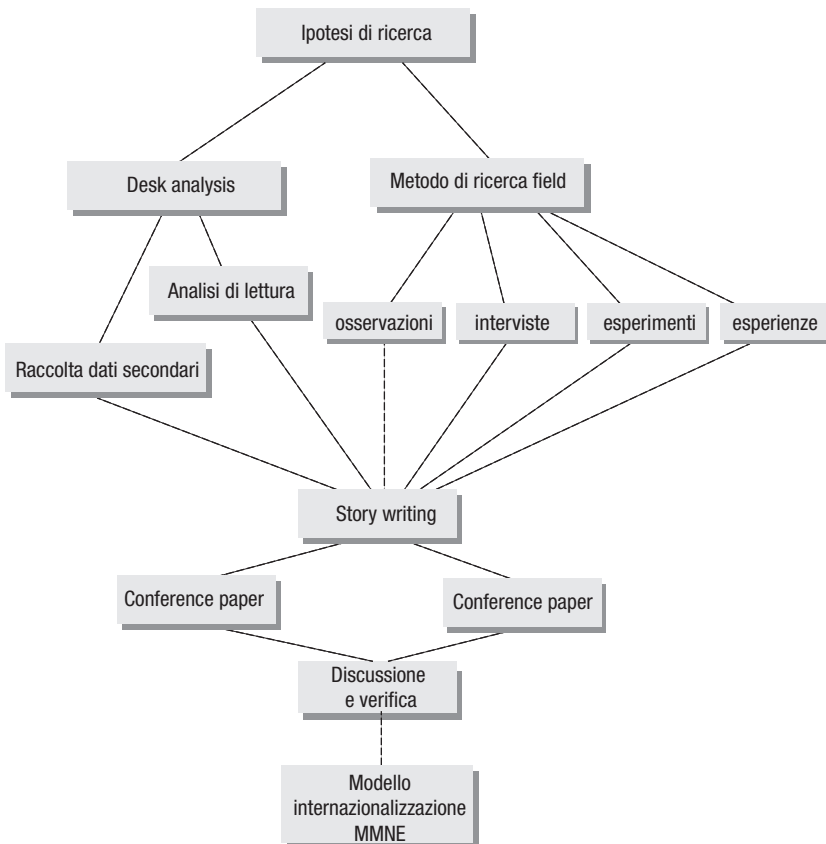 Ipotesi di ricerca
Desk analysis
Metodo di ricerca field
Analisi di lettura
osservazioni
interviste
esperimenti
esperienze
Raccolta dati secondari
Story writing
Conference paper
Conference paper
Discussione
e verifica
Modello
internazionalizzazione
MMNE